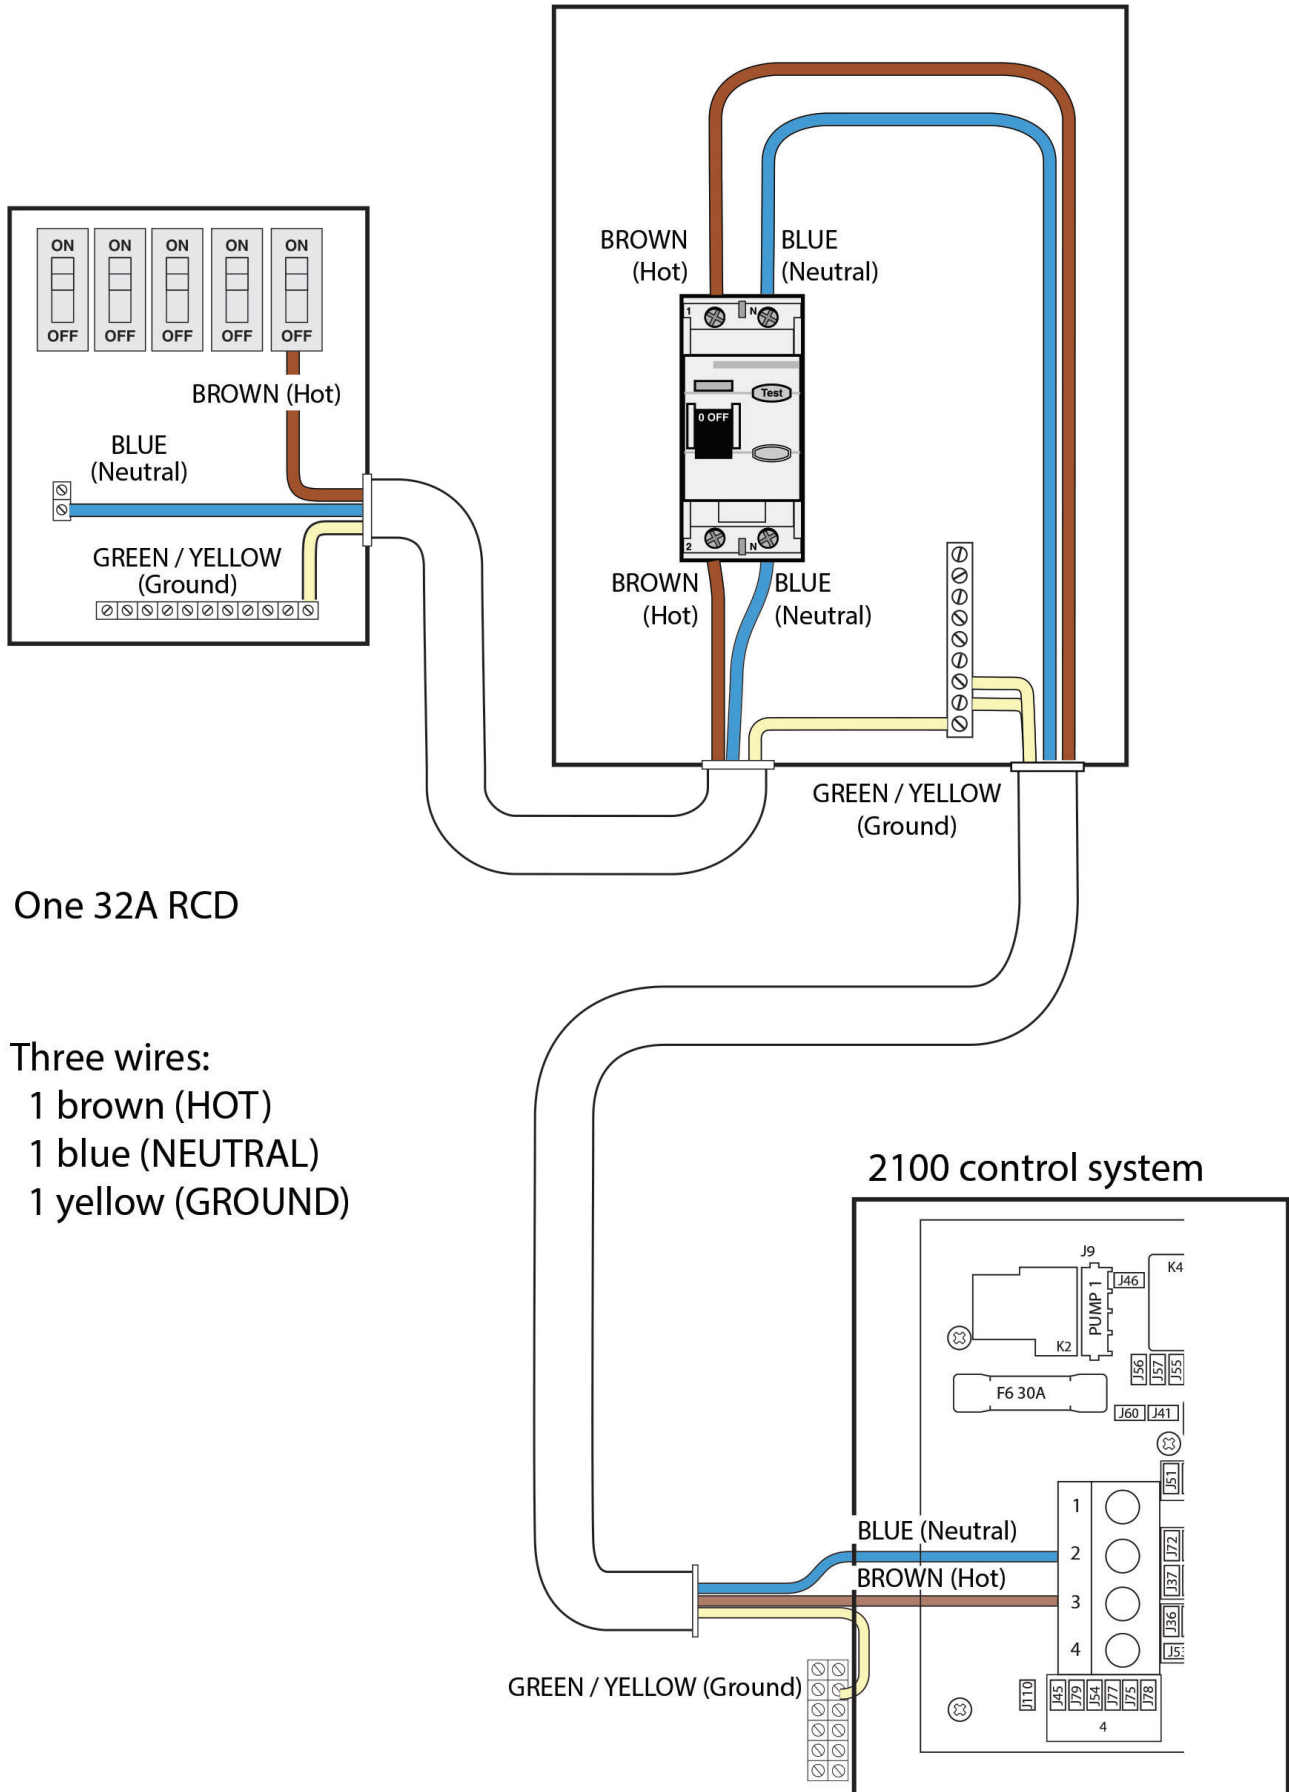 BROWN
(Hot)
BLUE
(Neutral)
1
N
Test
0 OFF
2
N
BROWN
(Hot)
BLUE
(Neutral)
GREEN / YELLOW
(Ground)
ON ON ON ON ON
OFF OFF OFF OFF OFF
BROWN (Hot)
BLUE
(Neutral)
GREEN / YELLOW
(Ground)
One 32A RCD
Three wires:
1 brown (HOT)
1 blue (NEUTRAL)
1 yellow (GROUND)
2100 control system
J9
J46
K4
PUMP 1
K2
J56
J57
J55
F6 30A
J60
J41
J51
1
2
3
4
J72
J37
J36
J53
BLUE (Neutral)
BROWN (Hot)
GREEN / YELLOW (Ground)
J110
J45
J79
J54
J77
J75
J78
4